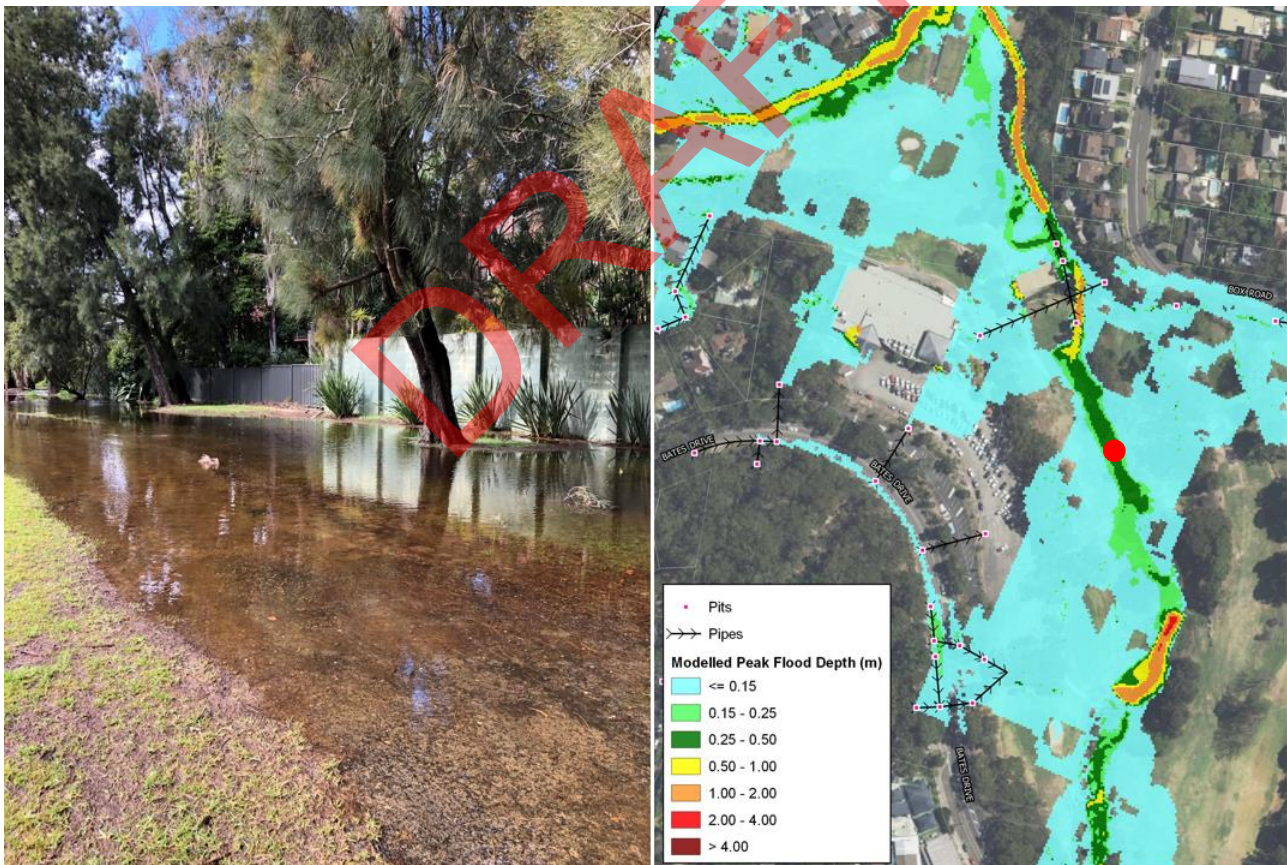 DRAFT
BOX ROAD
BATES DRIVE
BATES DRIVE
BATES DRIVE
Pits
Pipes
Modelled Peak Flood Depth (m)
<= 0.15
0.15 - 0.25
0.25 - 0.50
0.50 - 1.00
1.00 - 2.00
2.00 - 4.00
> 4.00